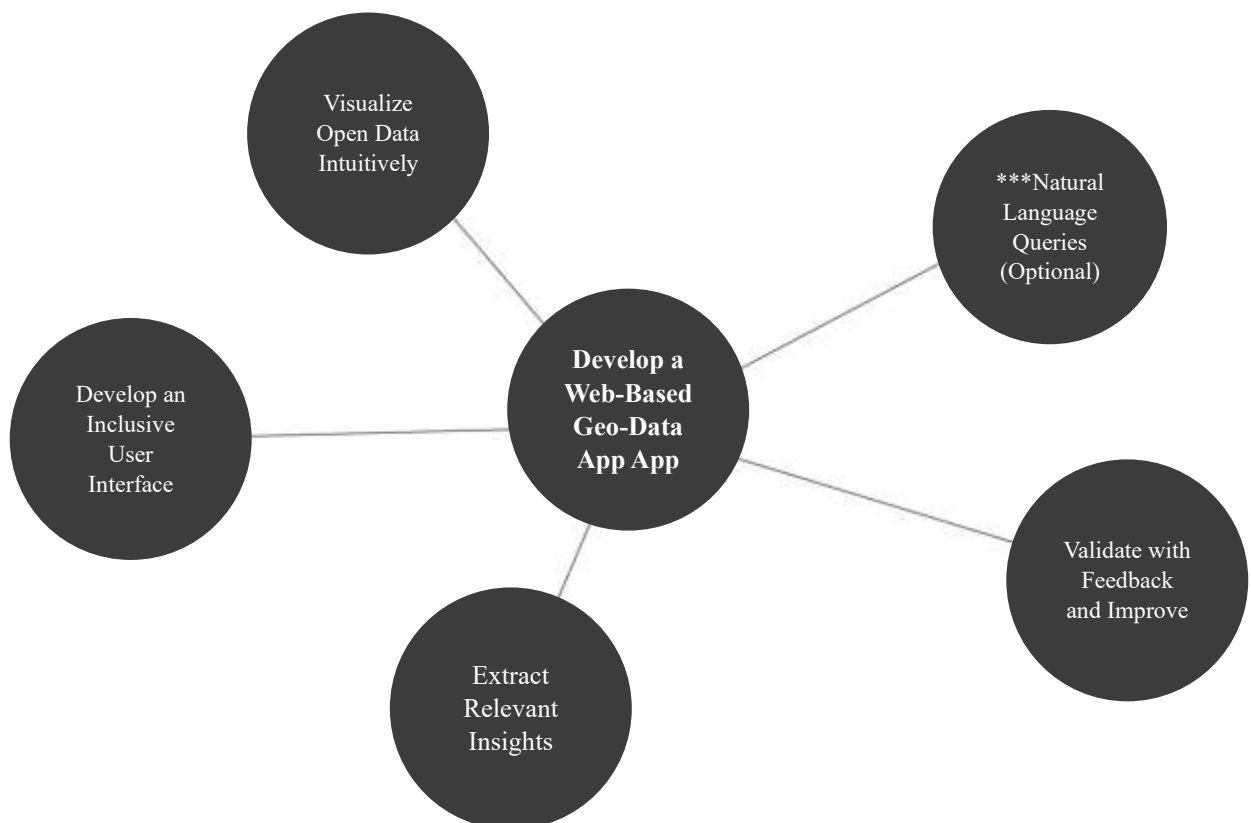 Visualize
Open Data
Intuitively
***Natural
Language
Queries
(Optional)
Develop a
Web-Based
Geo-Data
App App
Develop an
Inclusive
User
Interface
Validate with
Feedback
and Improve
Extract
Relevant
Insights